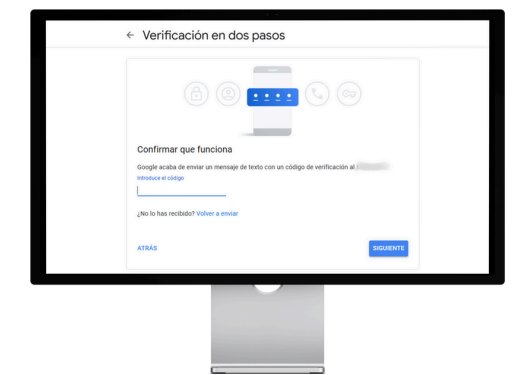 Verificación en dos pasos
Confirmar que funciona
Google acaba de enviar un mensaje de texto con un código de verificación al
Introduce el código
¿No lo has recibido? Volver a enviar
ATRÁS
SIGUIENTE